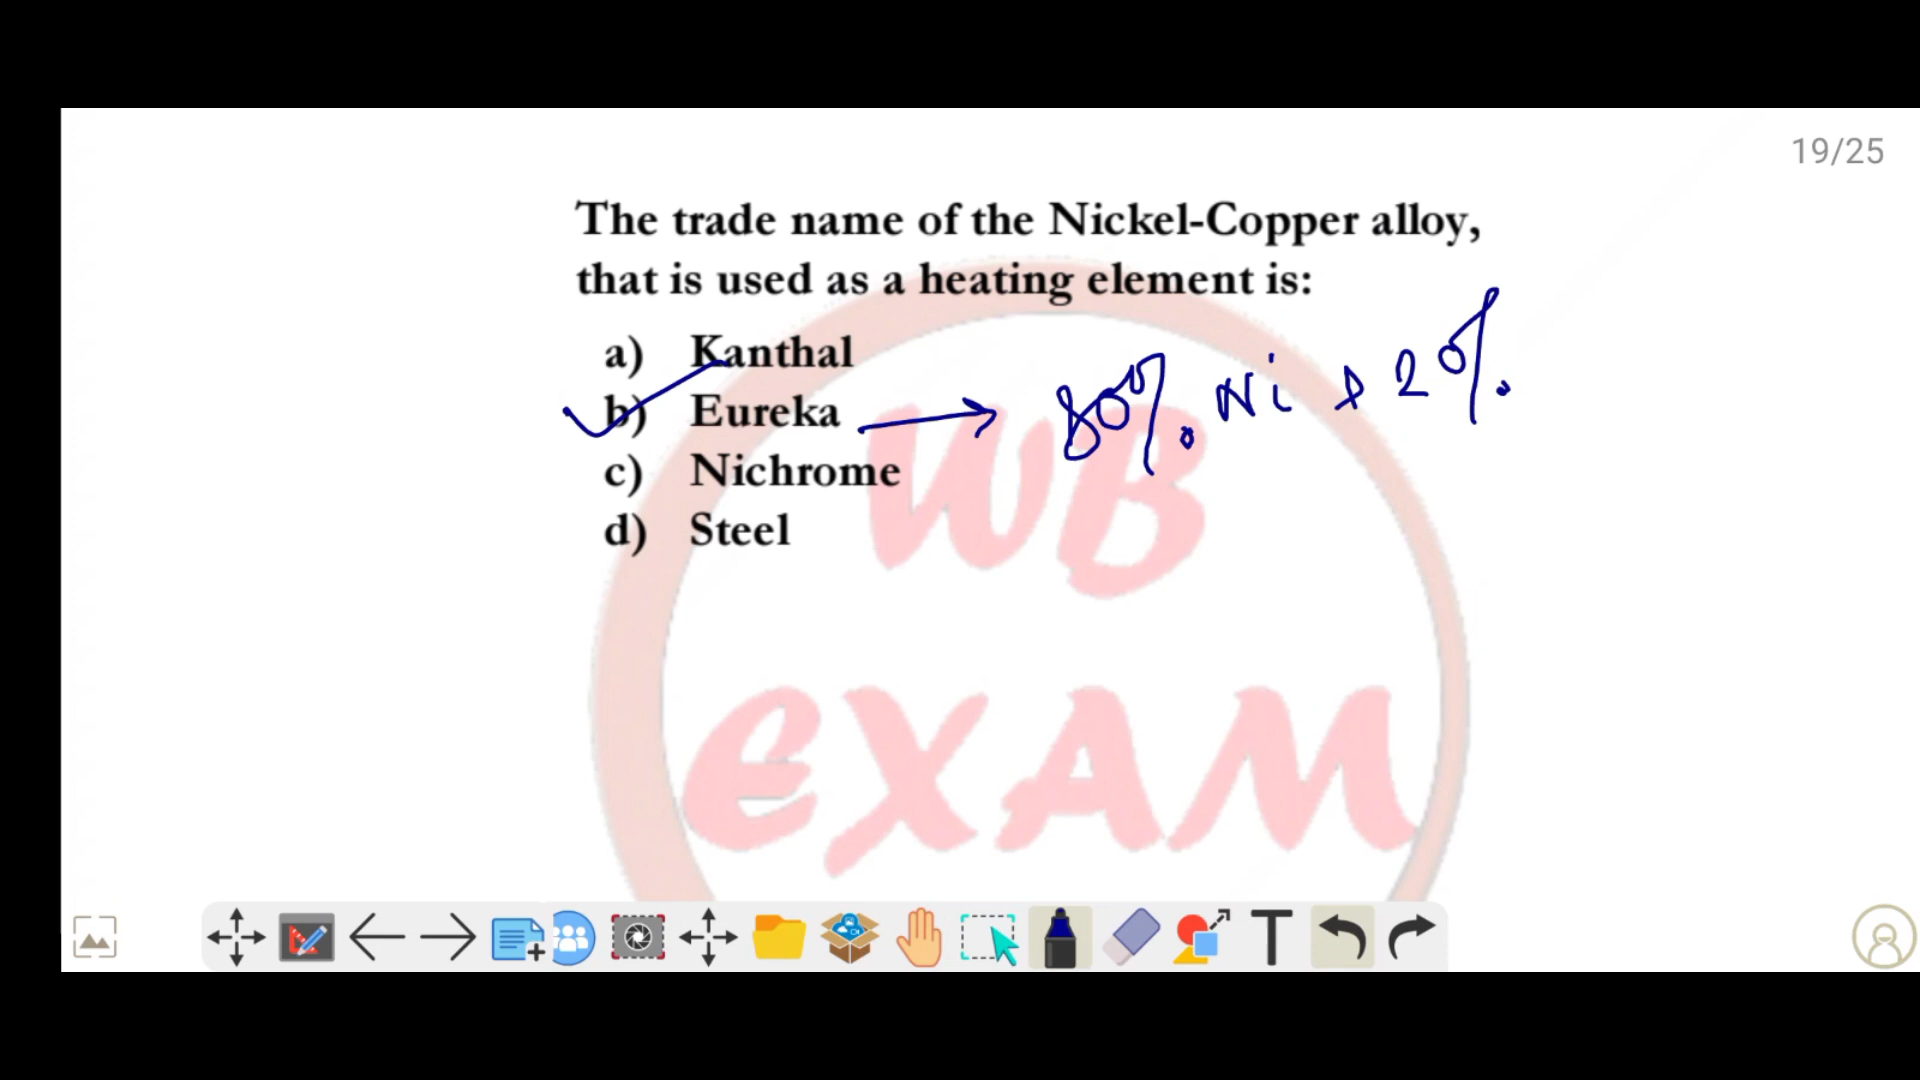 19/25
The trade name of the Nickel-Copper alloy,
that is used as a heating element is:
a) Kanthal
b) Eureka → 80% Ni + 20%.
c) Nichrome
d) Steel
WB
EXAM